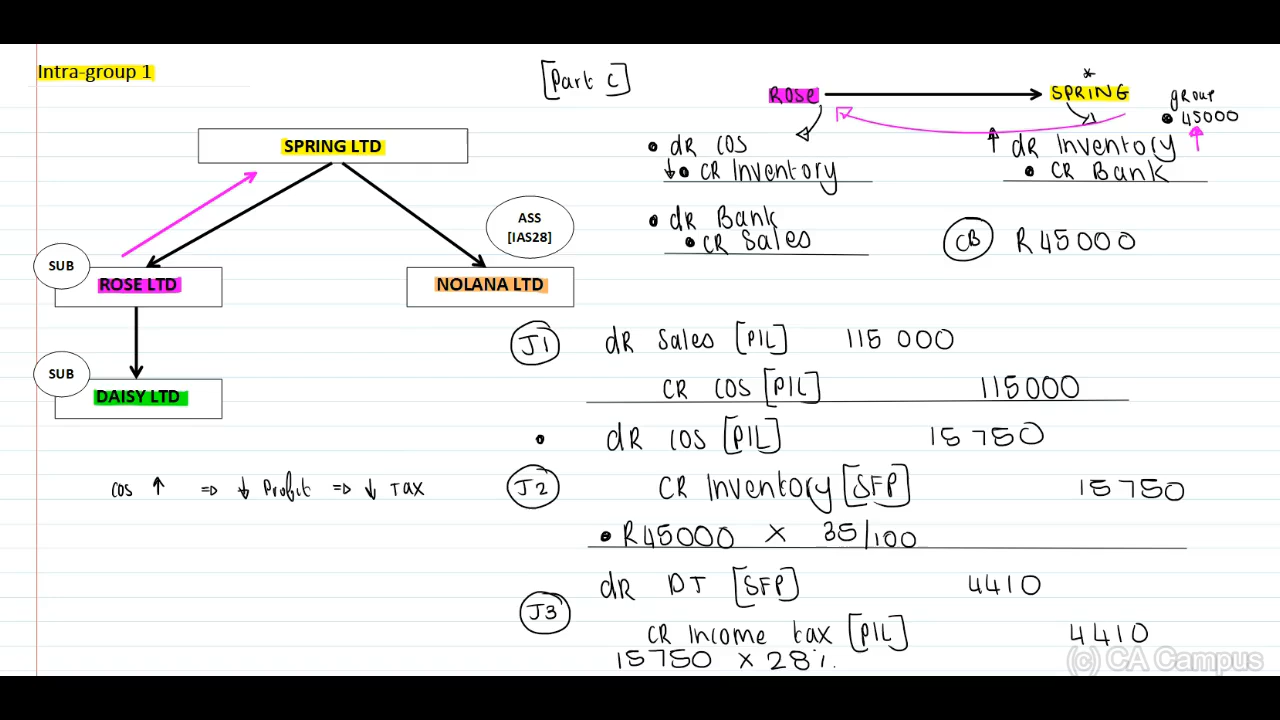 Intra-group 1
[Part C]
ROSE
SPRING
*
group
• 45000
SPRING LTD
ASS
[IAS28]
SUB
ROSE LTD
NOLANA LTD
SUB
DAISY LTD
• dR COS
↓• CR Inventory
• dR Bank
• CR Sales
↑ dR Inventory
• CR Bank
CB R45000
J1 dR Sales [P/L] 115 000
CR COS [P/L] 115000
• dR COS [P/L] 15750
COS ↑ ⇒ ↓ Profit ⇒ ↓ Tax
J2 CR Inventory [SFP] 15750
• R45000 x 35/100
J3 dR DT [SFP] 4410
CR Income tax [P/L] 4410
15750 x 28%
(c) CA Campus